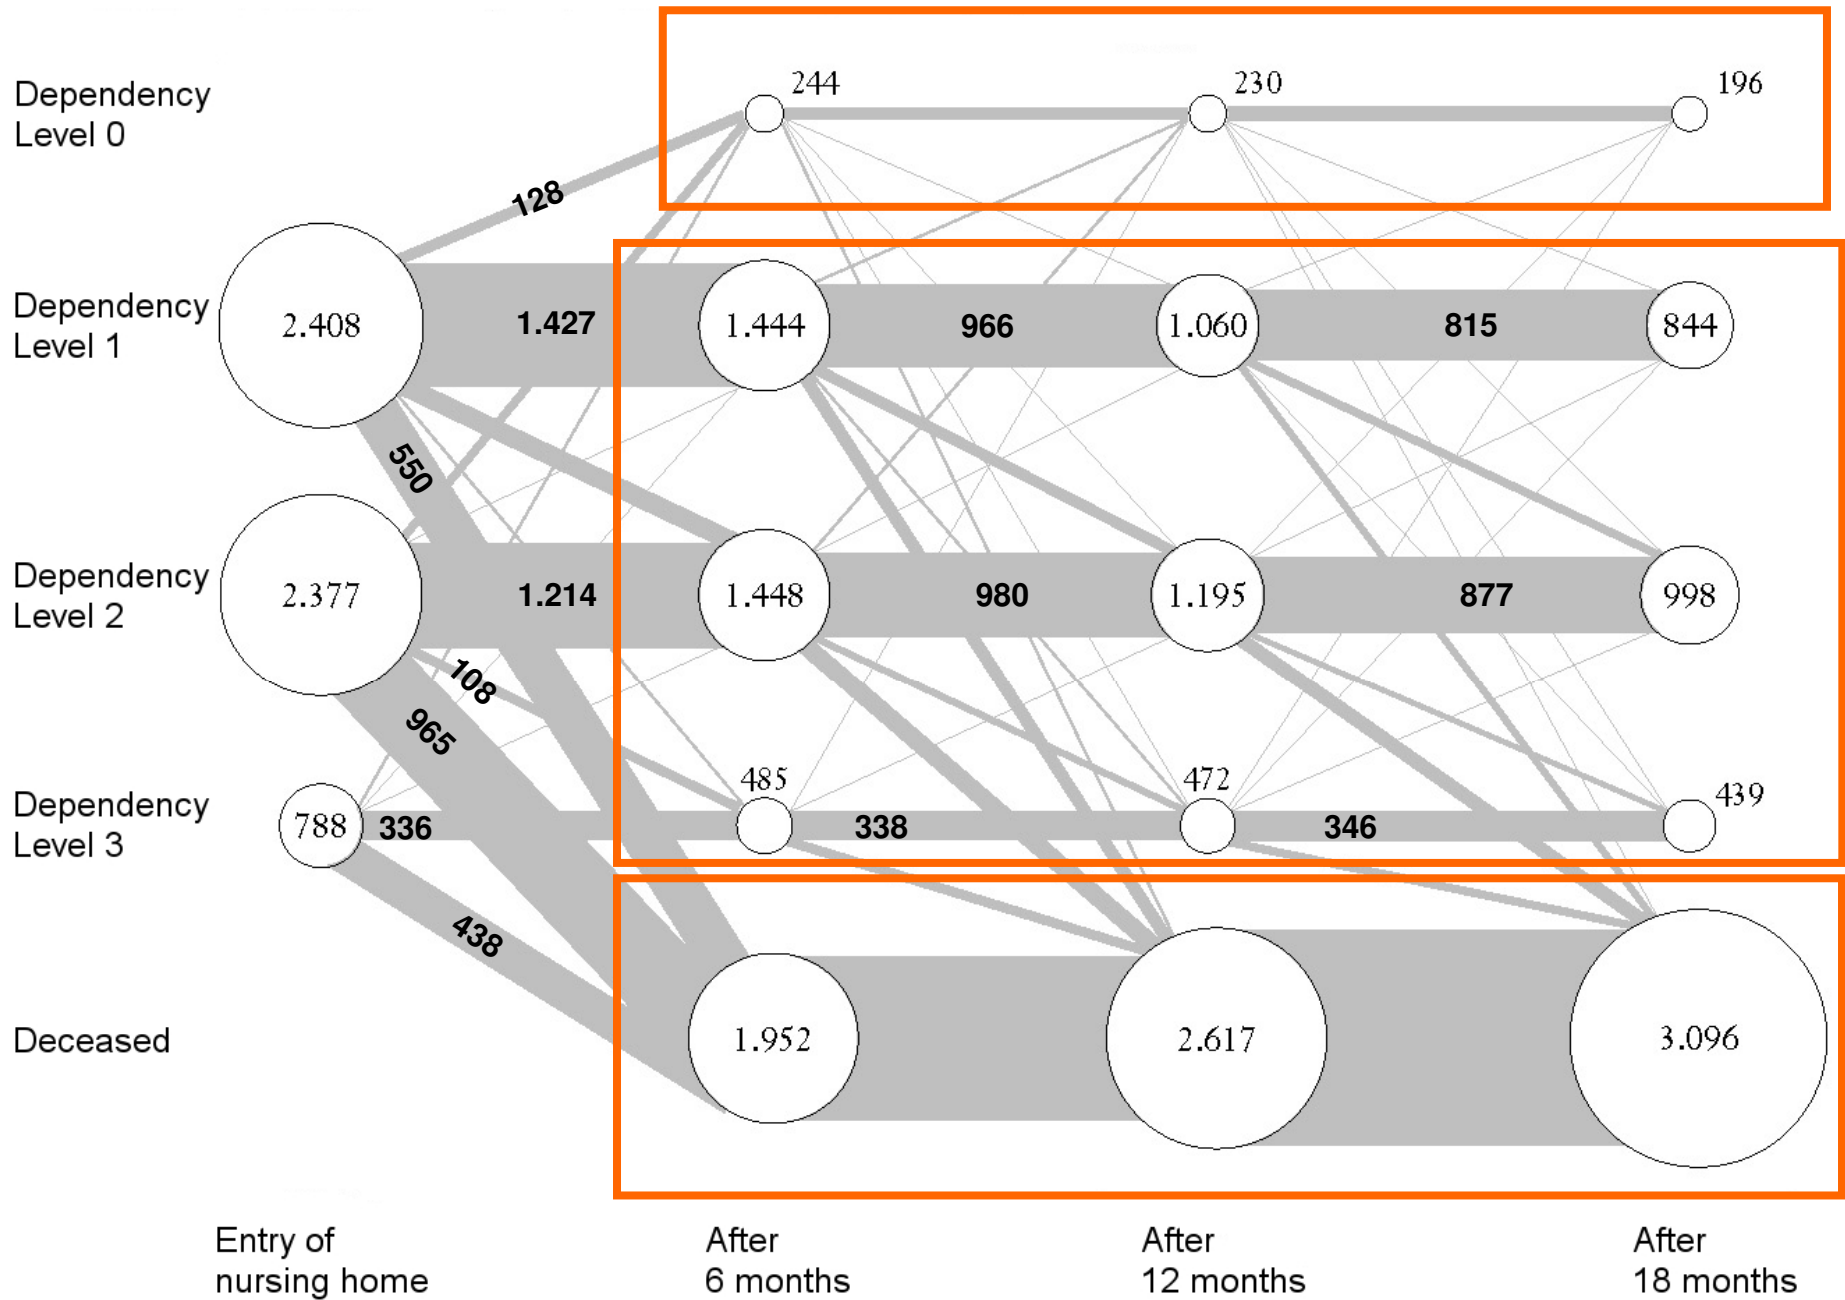 244
230
196
Dependency
Level 0
128
Dependency
Level 1
2.408
1.427
1.444
966
1.060
815
844
550
Dependency
Level 2
2.377
1.214
1.448
980
1.195
877
998
108
965
485
472
439
Dependency
Level 3
788
336
338
346
438
Deceased
1.952
2.617
3.096
Entry of
nursing home
After
6 months
After
12 months
After
18 months